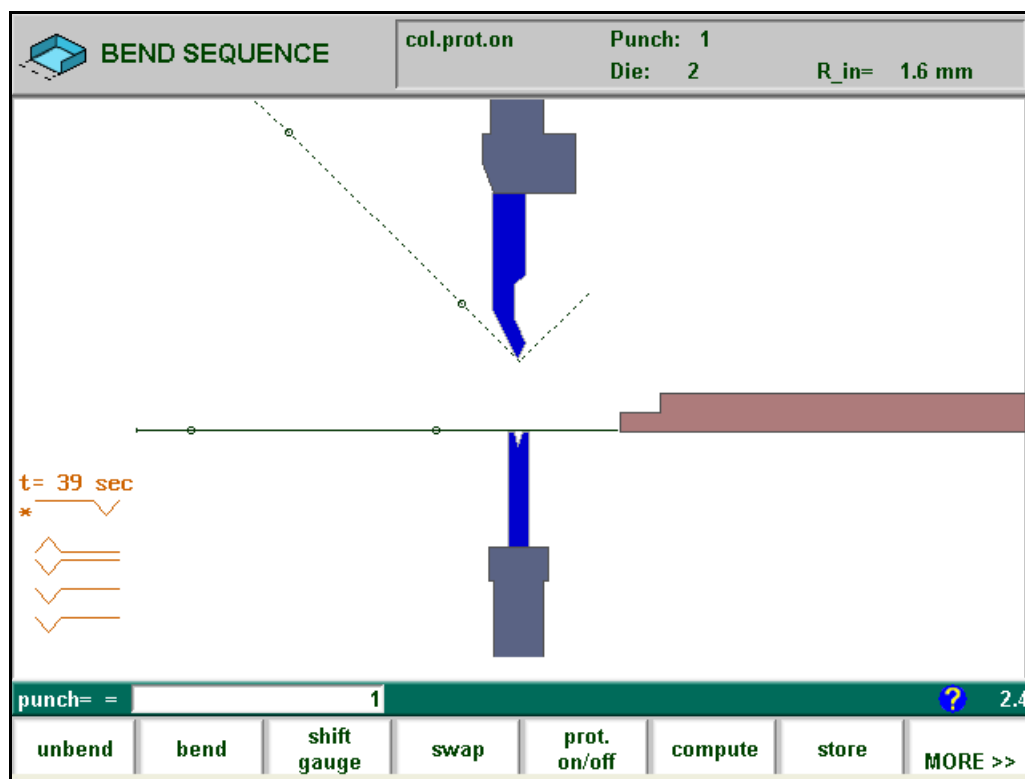 BEND SEQUENCE
col.prot.on Punch: 1
Die: 2 R_in= 1.6 mm
t= 39 sec
*
punch= = 1
? 2.4
unbend
bend
shift
gauge
swap
prot.
on/off
compute
store
MORE >>